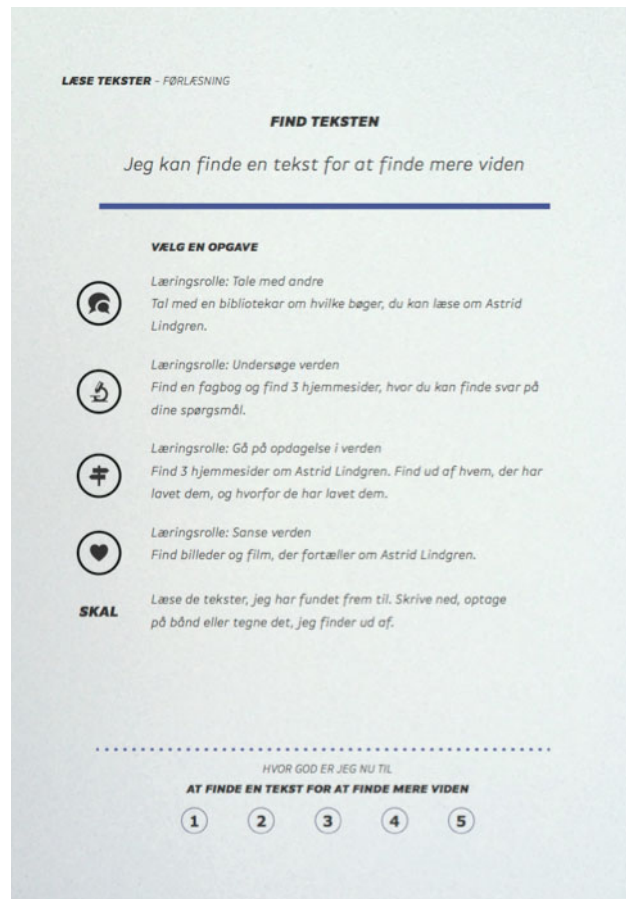 LÆSE TEKSTER – FØRLÆSNING
FIND TEKSTEN
Jeg kan finde en tekst for at finde mere viden
VÆLG EN OPGAVE
Læringsrolle: Tale med andre
Tal med en bibliotekar om hvilke bøger, du kan læse om Astrid
Lindgren.
Læringsrolle: Undersøge verden
Find en fagbog og find 3 hjemmesider, hvor du kan finde svar på
dine spørgsmål.
Læringsrolle: Gå på opdagelse i verden
Find 3 hjemmesider om Astrid Lindgren. Find ud af hvem, der har
lavet dem, og hvorfor de har lavet dem.
Læringsrolle: Sanse verden
Find billeder og film, der fortæller om Astrid Lindgren.
SKAL
Læse de tekster, jeg har fundet frem til. Skrive ned, optage
på bånd eller tegne det, jeg finder ud af.
HVOR GOD ER JEG NU TIL
AT FINDE EN TEKST FOR AT FINDE MERE VIDEN
1 2 3 4 5